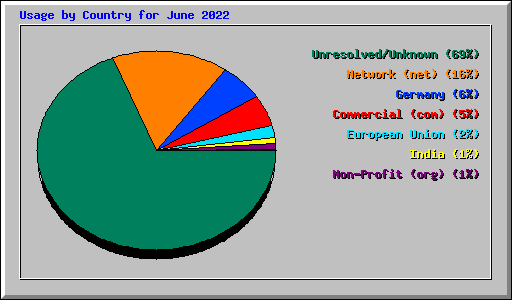 Usage by Country for June 2022
Unresolved/Unknown (69%)
Network (net) (16%)
Germany (6%)
Commercial (com) (5%)
European Union (2%)
India (1%)
Non-Profit (org) (1%)